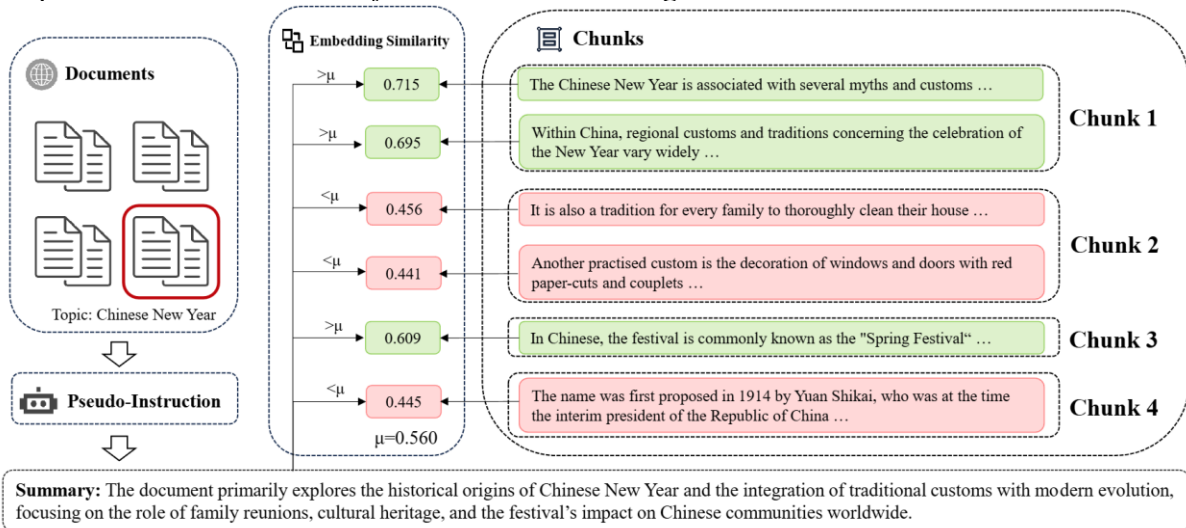 Documents
Topic: Chinese New Year
Pseudo-Instruction
Embedding Similarity
>μ
0.715
>μ
0.695
<μ
0.456
<μ
0.441
>μ
0.609
<μ
0.445
μ=0.560
Chunks
The Chinese New Year is associated with several myths and customs …
Within China, regional customs and traditions concerning the celebration of
the New Year vary widely …
Chunk 1
It is also a tradition for every family to thoroughly clean their house …
Another practised custom is the decoration of windows and doors with red
paper-cuts and couplets …
Chunk 2
In Chinese, the festival is commonly known as the "Spring Festival“ …
Chunk 3
The name was first proposed in 1914 by Yuan Shikai, who was at the time
the interim president of the Republic of China …
Chunk 4
Summary: The document primarily explores the historical origins of Chinese New Year and the integration of traditional customs with modern evolution,
focusing on the role of family reunions, cultural heritage, and the festival’s impact on Chinese communities worldwide.